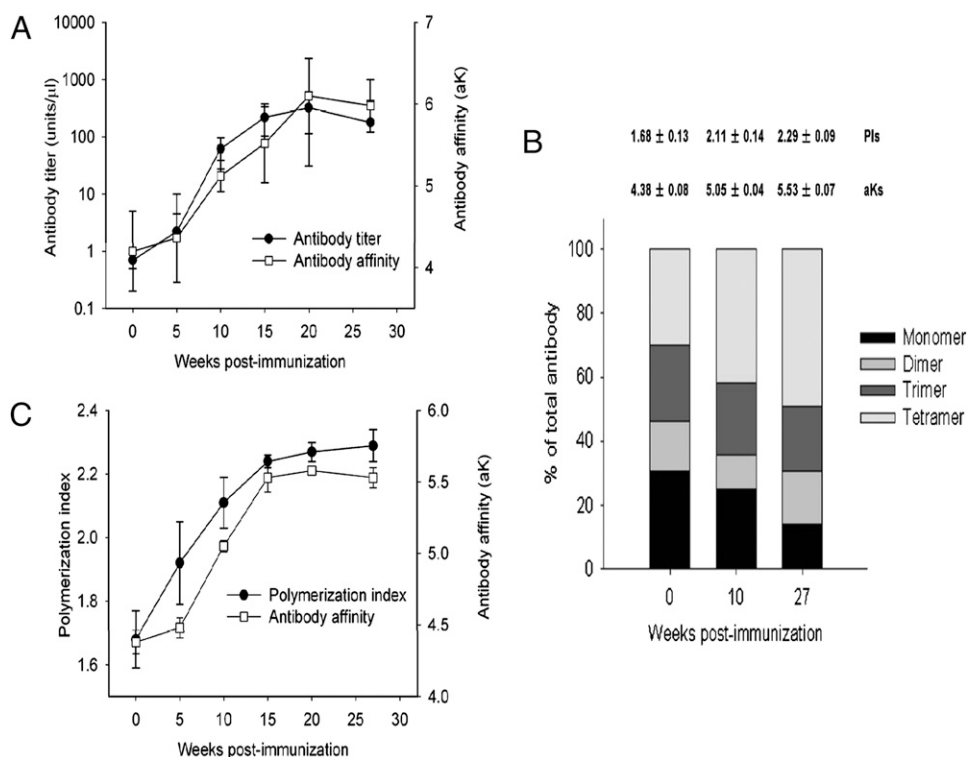 A
Antibody titer (units/µl)
10000
1000
100
10
1
0.1
7
6
5
4
Antibody affinity (aK)
Antibody titer
Antibody affinity
0 5 10 15 20 25 30
Weeks post-immunization
B
1.68 ± 0.13 2.11 ± 0.14 2.29 ± 0.09 PIs
4.38 ± 0.08 5.05 ± 0.04 5.53 ± 0.07 aKs
% of total antibody
100
80
60
40
20
0
0 10 27
Weeks post-immunization
Monomer
Dimer
Trimer
Tetramer
C
Polymerization index
2.4
2.2
2.0
1.8
1.6
6.0
5.5
5.0
4.5
4.0
Antibody affinity (aK)
Polymerization index
Antibody affinity
0 5 10 15 20 25 30
Weeks post-immunization